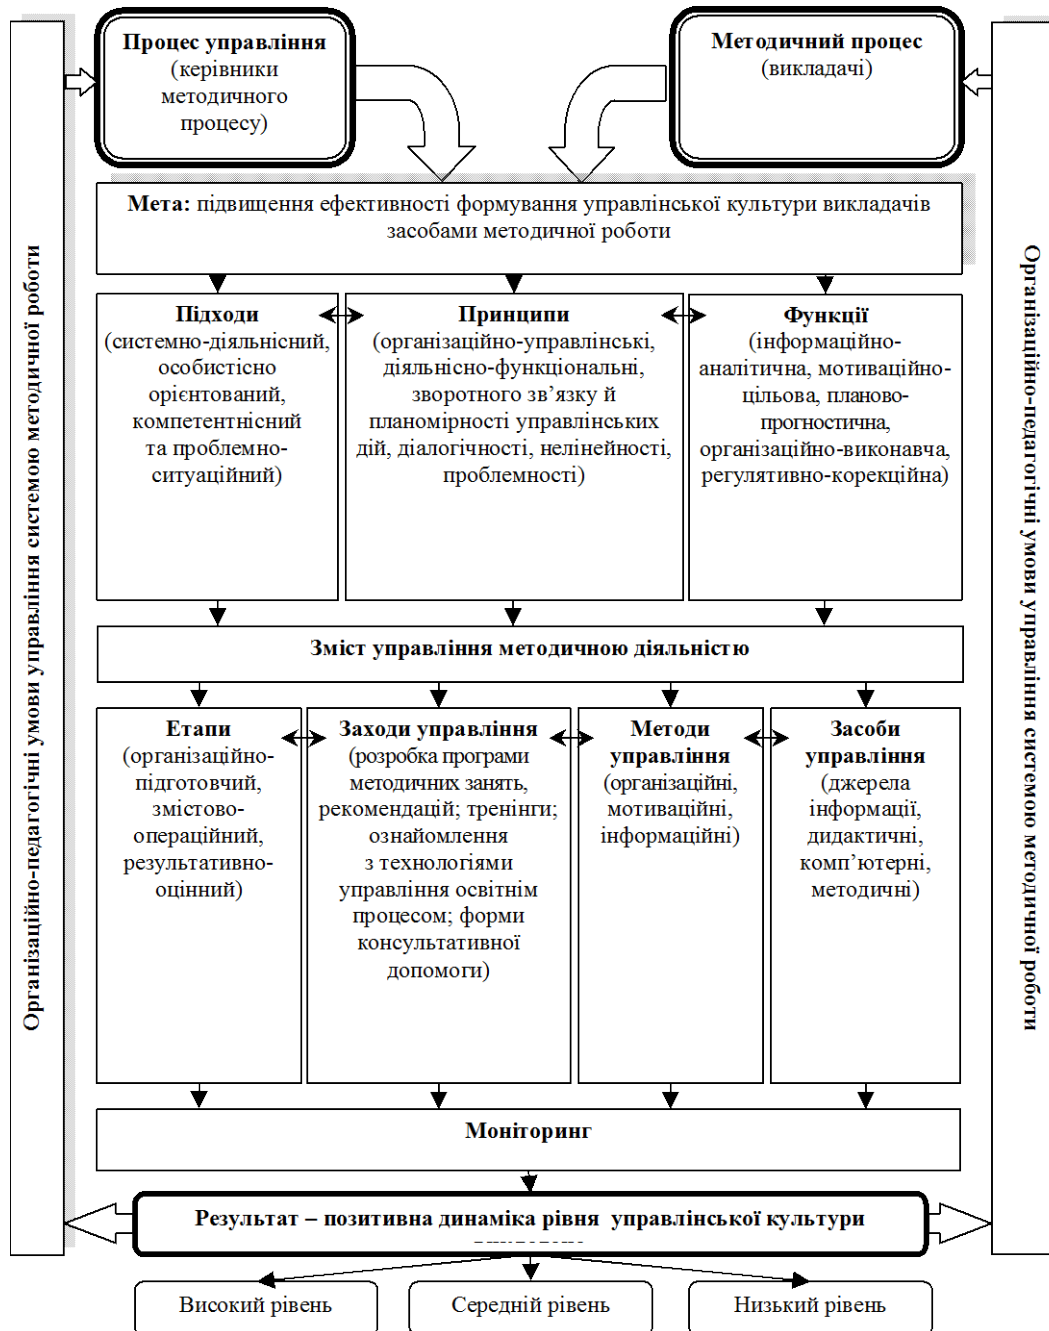 Процес управління
(керівники
методичного
процесу)
Методичний процес
(викладачі)
Організаційно-педагогічні умови управління системою методичної роботи
Мета: підвищення ефективності формування управлінської культури викладачів
засобами методичної роботи
Підходи
(системно-діяльнісний,
особистісно
орієнтований,
компетентнісний
та проблемно-
ситуаційний)
Принципи
(організаційно-управлінські,
діяльнісно-функціональні,
зворотного зв’язку й
планомірності управлінських
дій, діалогічності, нелінейності,
проблемності)
Функції
(інформаційно-
аналітична, мотиваційно-
цільова, планово-
прогностична,
організаційно-виконавча,
регулятивно-корекційна)
Зміст управління методичною діяльністю
Етапи
(організаційно-
підготовчий,
змістово-
операційний,
результативно-
оцінний)
Заходи управління
(розробка програми
методичних занять,
рекомендацій; тренінги;
ознайомлення
з технологіями
управління освітнім
процесом; форми
консультативної
допомоги)
Методи
управління
(організаційні,
мотиваційні,
інформаційні)
Засоби
управління
(джерела
інформації,
дидактичні,
комп’ютерні,
методичні)
Моніторинг
Результат – позитивна динаміка рівня управлінської культури
Високий рівень
Середній рівень
Низький рівень
Організаційно-педагогічні умови управління системою методичної роботи